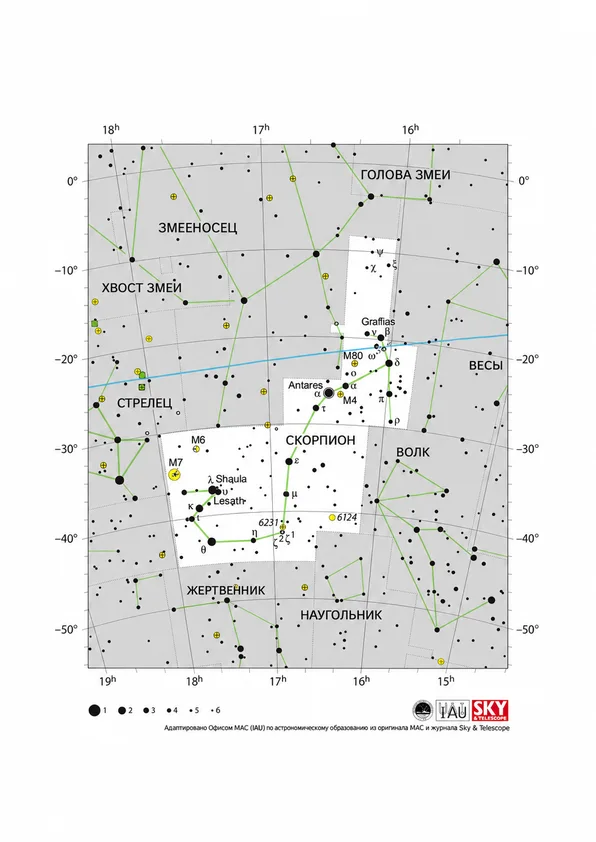 18h 17h 16h
0° 0°
ГОЛОВА ЗМЕИ
ЗМЕЕНОСЕЦ
ψ
χ ξ
−10° −10°
ХВОСТ ЗМЕИ
Graffias
ν β
ω
−20° M80 δ −20°
ВЕСЫ
Antares ο α
α M4 π
СТРЕЛЕЦ
τ
ρ
−30° −30°
M6 СКОРПИОН
ВОЛК
M7 ε
λ Shaula
υ μ
Lesath
κ
ι 6231 6124
−40° η ζ2 ζ1 −40°
θ
ЖЕРТВЕННИК
НАУГОЛЬНИК
−50° −50°
19h 18h 17h 16h 15h
1 2 3 4 5 6
IAU SKY & TELESCOPE
Адаптировано Офисом МАС (IAU) по астрономическому образованию из оригинала МАС и журнала Sky & Telescope